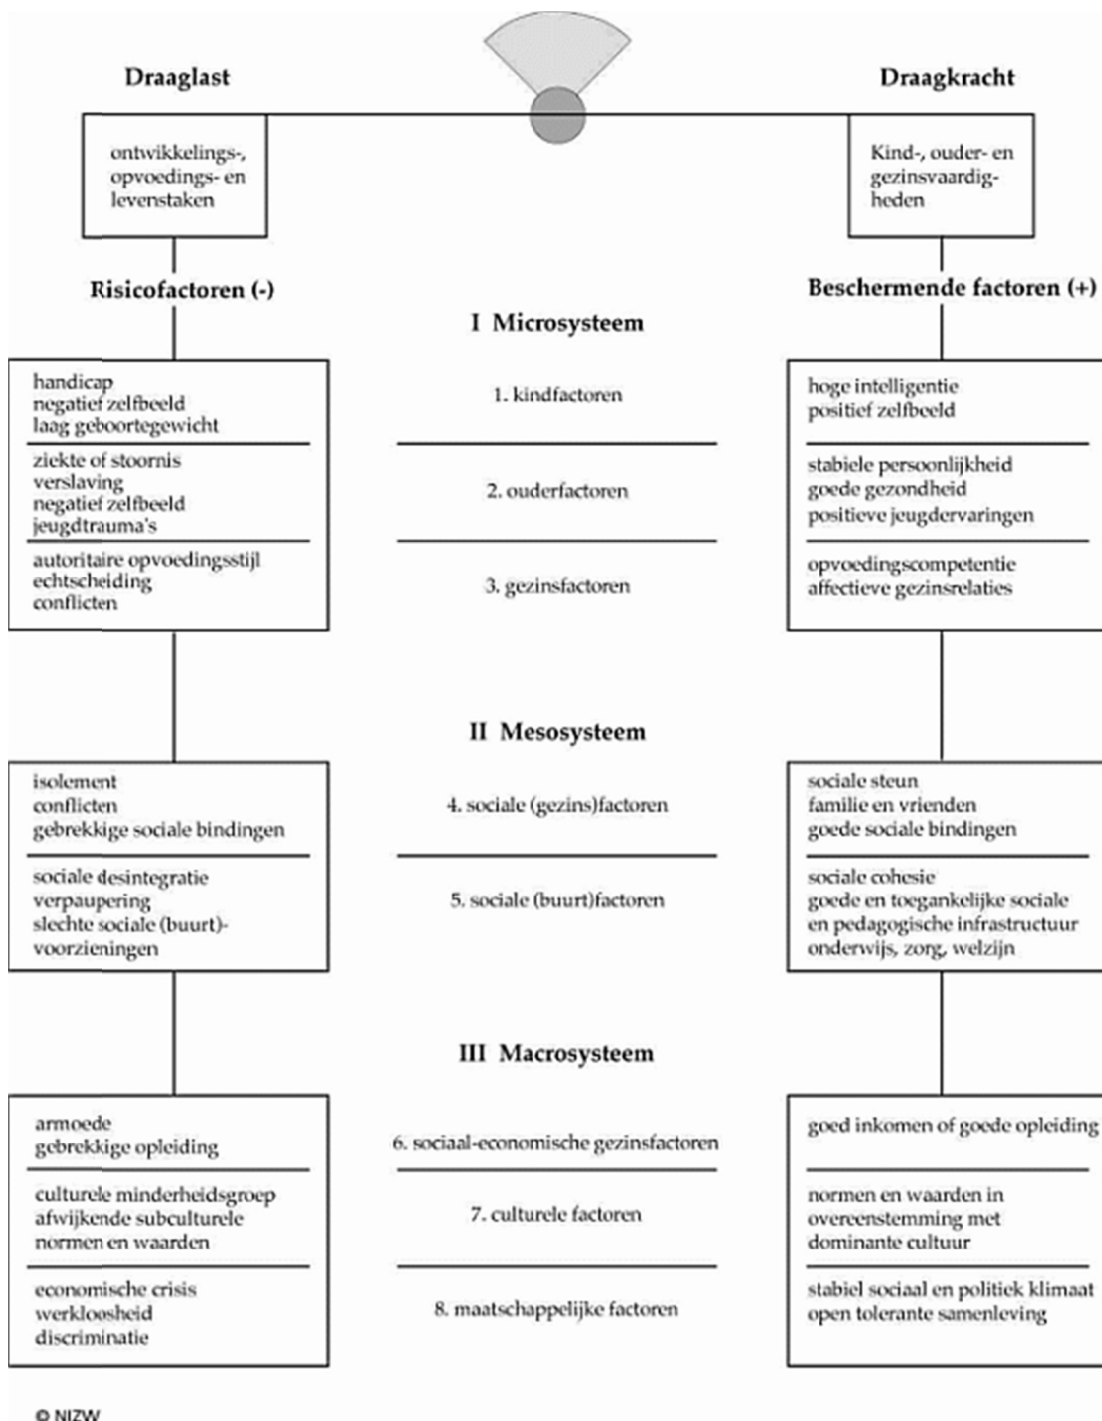 Draaglast
Draagkracht
ontwikkelings-,
opvoedings- en
levenstaken
Kind-, ouder- en
gezinsvaardig-
heden
Risicofactoren (-)
Beschermende factoren (+)
I Microsysteem
handicap
negatief zelfbeeld
laag geboortegewicht
1. kindfactoren
hoge intelligentie
positief zelfbeeld
ziekte of stoornis
verslaving
negatief zelfbeeld
jeugdtrauma's
2. ouderfactoren
stabiele persoonlijkheid
goede gezondheid
positieve jeugdervaringen
autoritaire opvoedingsstijl
echtscheiding
conflicten
3. gezinsfactoren
opvoedingscompetentie
affectieve gezinsrelaties
II Mesosysteem
isolement
conflicten
gebrekkige sociale bindingen
4. sociale (gezins)factoren
sociale steun
familie en vrienden
goede sociale bindingen
sociale desintegratie
verpaupering
slechte sociale (buurt)-
voorzieningen
5. sociale (buurt)factoren
sociale cohesie
goede en toegankelijke sociale
en pedagogische infrastructuur
onderwijs, zorg, welzijn
III Macrosysteem
armoede
gebrekkige opleiding
6. sociaal-economische gezinsfactoren
goed inkomen of goede opleiding
culturele minderheidsgroep
afwijkende subculturele
normen en waarden
7. culturele factoren
normen en waarden in
overeenstemming met
dominante cultuur
economische crisis
werkloosheid
discriminatie
8. maatschappelijke factoren
stabiel sociaal en politiek klimaat
open tolerante samenleving
© NIZW